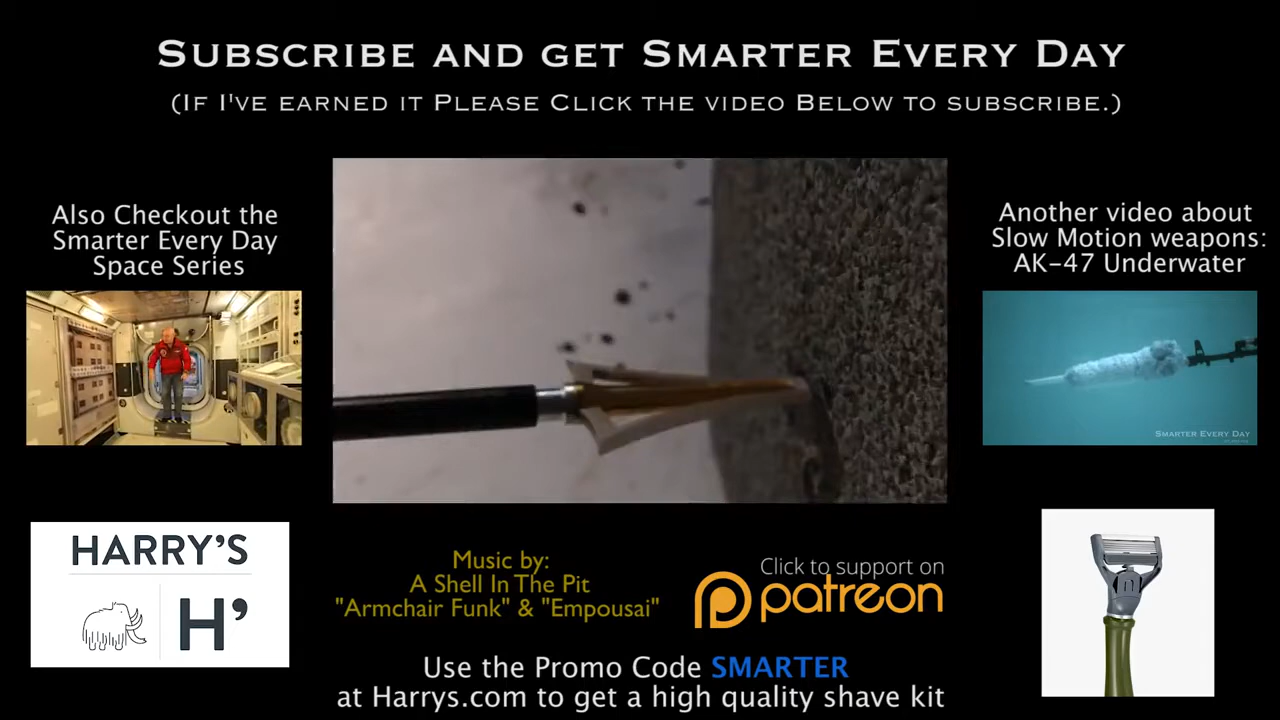 SUBSCRIBE AND GET SMARTER EVERY DAY
(IF I'VE EARNED IT PLEASE CLICK THE VIDEO BELOW TO SUBSCRIBE.)
Also Checkout the
Smarter Every Day
Space Series
Another video about
Slow Motion weapons:
AK-47 Underwater
SMARTER EVERY DAY
HARRY'S
H'
Music by:
A Shell In The Pit
"Armchair Funk" & "Empousai"
Click to support on
patreon
Use the Promo Code SMARTER
at Harrys.com to get a high quality shave kit